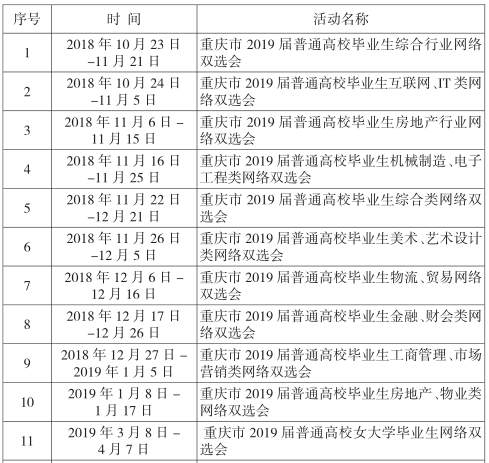 序号 时 间 活动名称
1 2018 年 10 月 23 日 重庆市 2019 届普通高校毕业生综合行业网络
–11 月 21 日 双选会
2 2018 年 10 月 24 日 重庆市 2019 届普通高校毕业生互联网、IT 类网
–11 月 5 日 络双选会
3 2018 年 11 月 6 日 – 重庆市 2019 届普通高校毕业生房地产行业网
11 月 15 日 络双选会
4 2018 年 11 月 16 日 重庆市 2019 届普通高校毕业生机械制造、电子
–11 月 25 日 工程类网络双选会
5 2018 年 11 月 22 日 重庆市 2019 届普通高校毕业生综合类网络双
–12 月 21 日 选会
6 2018 年 11 月 26 日 重庆市 2019 届普通高校毕业生美术、艺术设计
–12 月 5 日 类网络双选会
7 2018 年 12 月 6 日 – 重庆市 2019 届普通高校毕业生物流、贸易网络
12 月 16 日 双选会
8 2018 年 12 月 17 日 重庆市 2019 届普通高校毕业生金融、财会类网
–12 月 26 日 络双选会
9 2018 年 12 月 27 日 – 重庆市 2019 届普通高校毕业生工商管理、市场
2019 年 1 月 5 日 营销类网络双选会
10 2019 年 1 月 8 日 – 重庆市 2019 届普通高校毕业生房地产、物业类
1 月 17 日 网络双选会
11 2019 年 3 月 8 日 – 重庆市 2019 届普通高校女大学毕业生网络双
4 月 7 日 选会